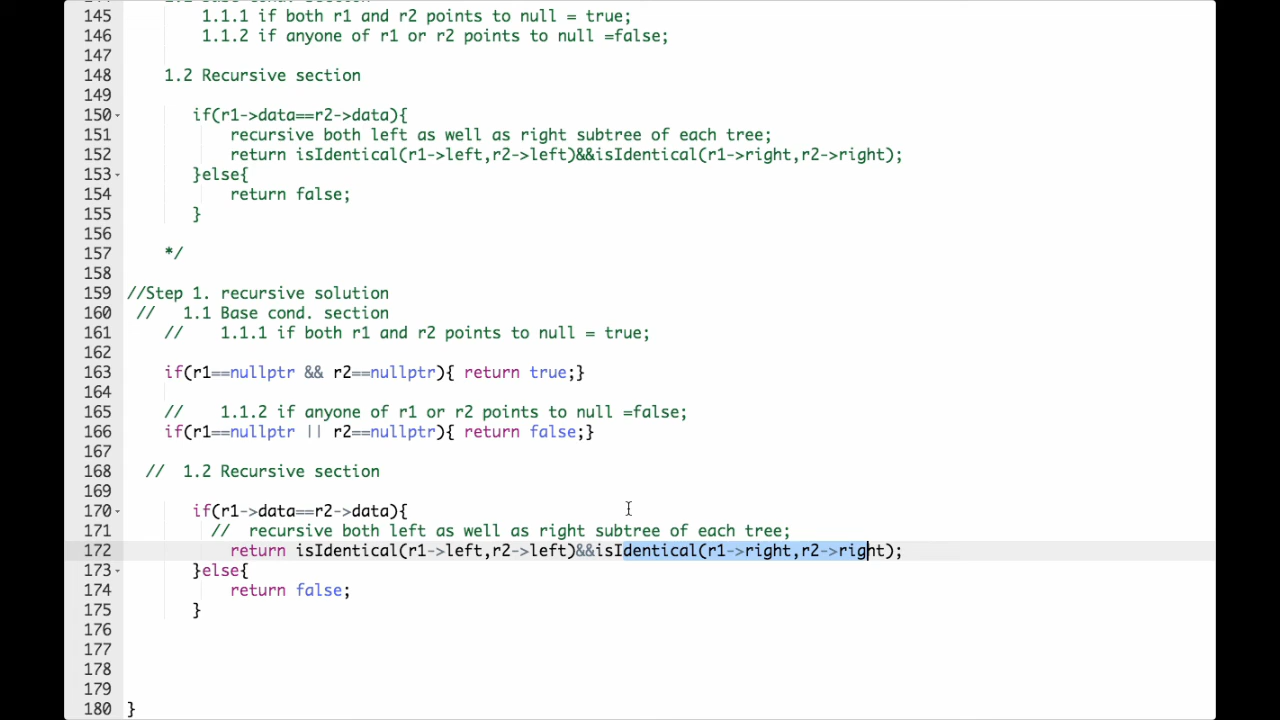 145 1.1.1 if both r1 and r2 points to null = true;
146 1.1.2 if anyone of r1 or r2 points to null =false;
147
148 1.2 Recursive section
149
150 if(r1->data==r2->data){
151 recursive both left as well as right subtree of each tree;
152 return isIdentical(r1->left,r2->left)&&isIdentical(r1->right,r2->right);
153 }else{
154 return false;
155 }
156
157 */
158
159 //Step 1. recursive solution
160 // 1.1 Base cond. section
161 // 1.1.1 if both r1 and r2 points to null = true;
162
163 if(r1==nullptr && r2==nullptr){ return true;}
164
165 // 1.1.2 if anyone of r1 or r2 points to null =false;
166 if(r1==nullptr || r2==nullptr){ return false;}
167
168 // 1.2 Recursive section
169
170 if(r1->data==r2->data){
171 // recursive both left as well as right subtree of each tree;
172 return isIdentical(r1->left,r2->left)&&isIdentical(r1->right,r2->right);
173 }else{
174 return false;
175 }
176
177
178
179
180 }